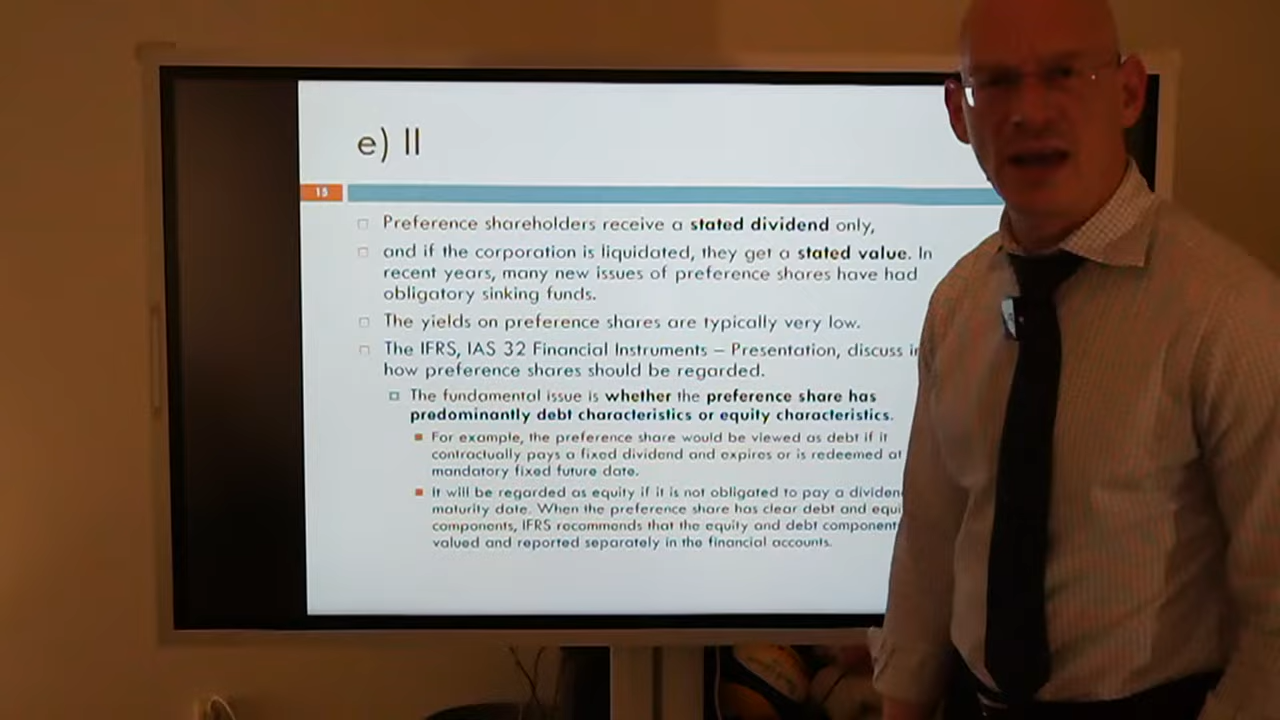 e) II
15
Preference shareholders receive a stated dividend only,
and if the corporation is liquidated, they get a stated value. In
recent years, many new issues of preference shares have had
obligatory sinking funds.
The yields on preference shares are typically very low.
The IFRS, IAS 32 Financial Instruments – Presentation, discuss
how preference shares should be regarded.
The fundamental issue is whether the preference share has
predominantly debt characteristics or equity characteristics.
For example, the preference share would be viewed as debt if it
contractually pays a fixed dividend and expires or is redeemed at
mandatory fixed future date.
It will be regarded as equity if it is not obligated to pay a
maturity date. When the preference share has clear debt and
components, IFRS recommends that the equity and debt
valued and reported separately in the financial accounts.